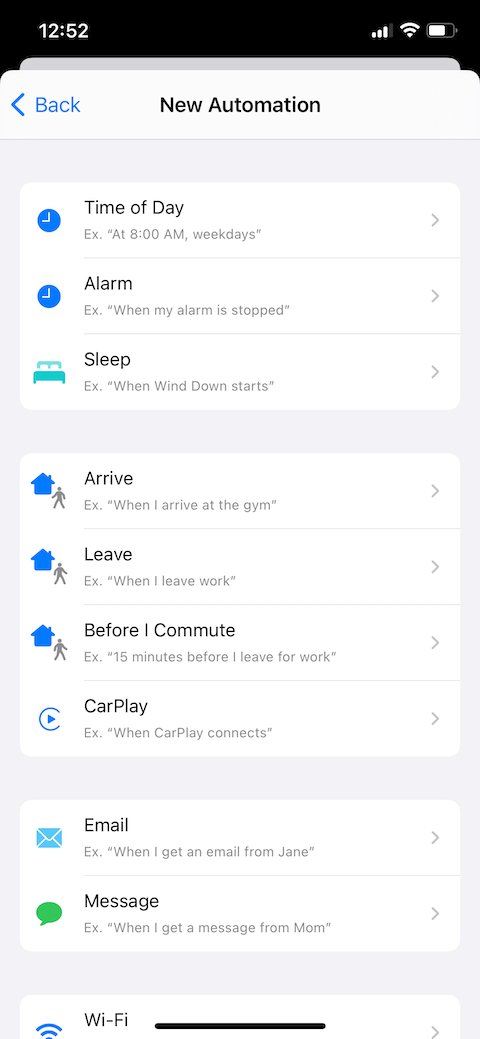 12:52
Back
New Automation
Time of Day
Ex. “At 8:00 AM, weekdays”
Alarm
Ex. “When my alarm is stopped”
Sleep
Ex. “When Wind Down starts”
Arrive
Ex. “When I arrive at the gym”
Leave
Ex. “When I leave work”
Before I Commute
Ex. “15 minutes before I leave for work”
CarPlay
Ex. “When CarPlay connects”
Email
Ex. “When I get an email from Jane”
Message
Ex. “When I get a message from Mom”
Wi-Fi